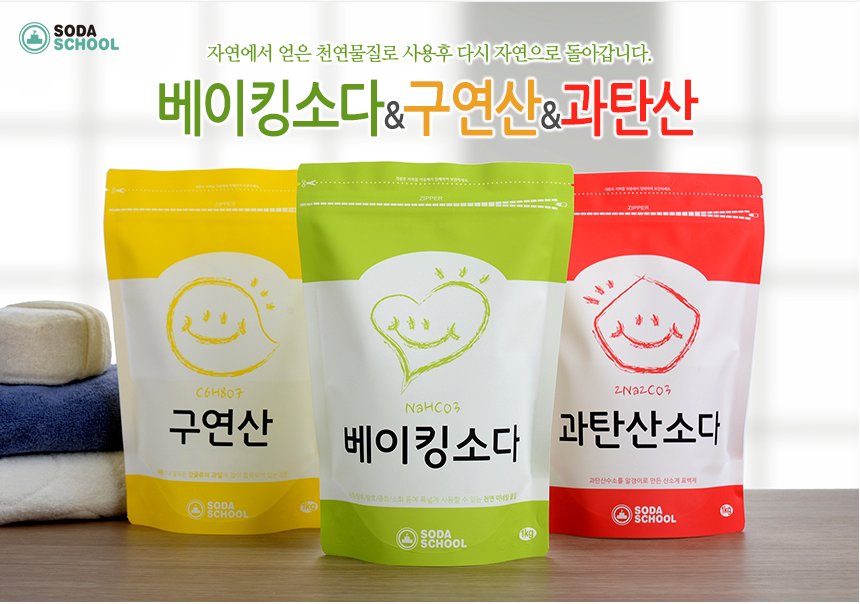 SODA
SCHOOL
자연에서 얻은 천연물질로 사용후 다시 자연으로 돌아갑니다.
베이킹소다&구연산&과탄산
ZIPPER
ZIPPER
C6H8O7
구연산
SODA
SCHOOL
1kg
NaHCO3
베이킹소다
SODA
SCHOOL
1kg
2Na2CO3
과탄산소다
과탄산수소를 알갱이로 만든 산소계 표백제
SODA
SCHOOL
1kg